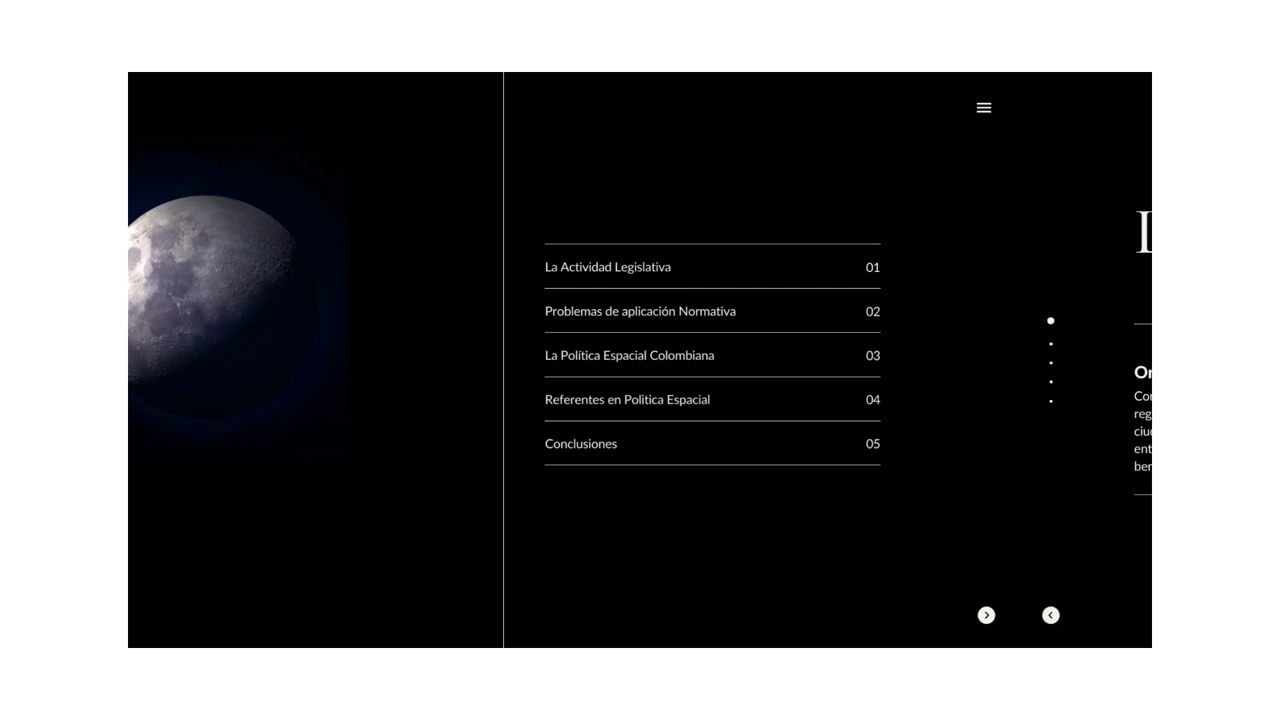 La Actividad Legislativa 01
Problemas de aplicación Normativa 02
La Política Espacial Colombiana 03
Referentes en Politica Espacial 04
Conclusiones 05